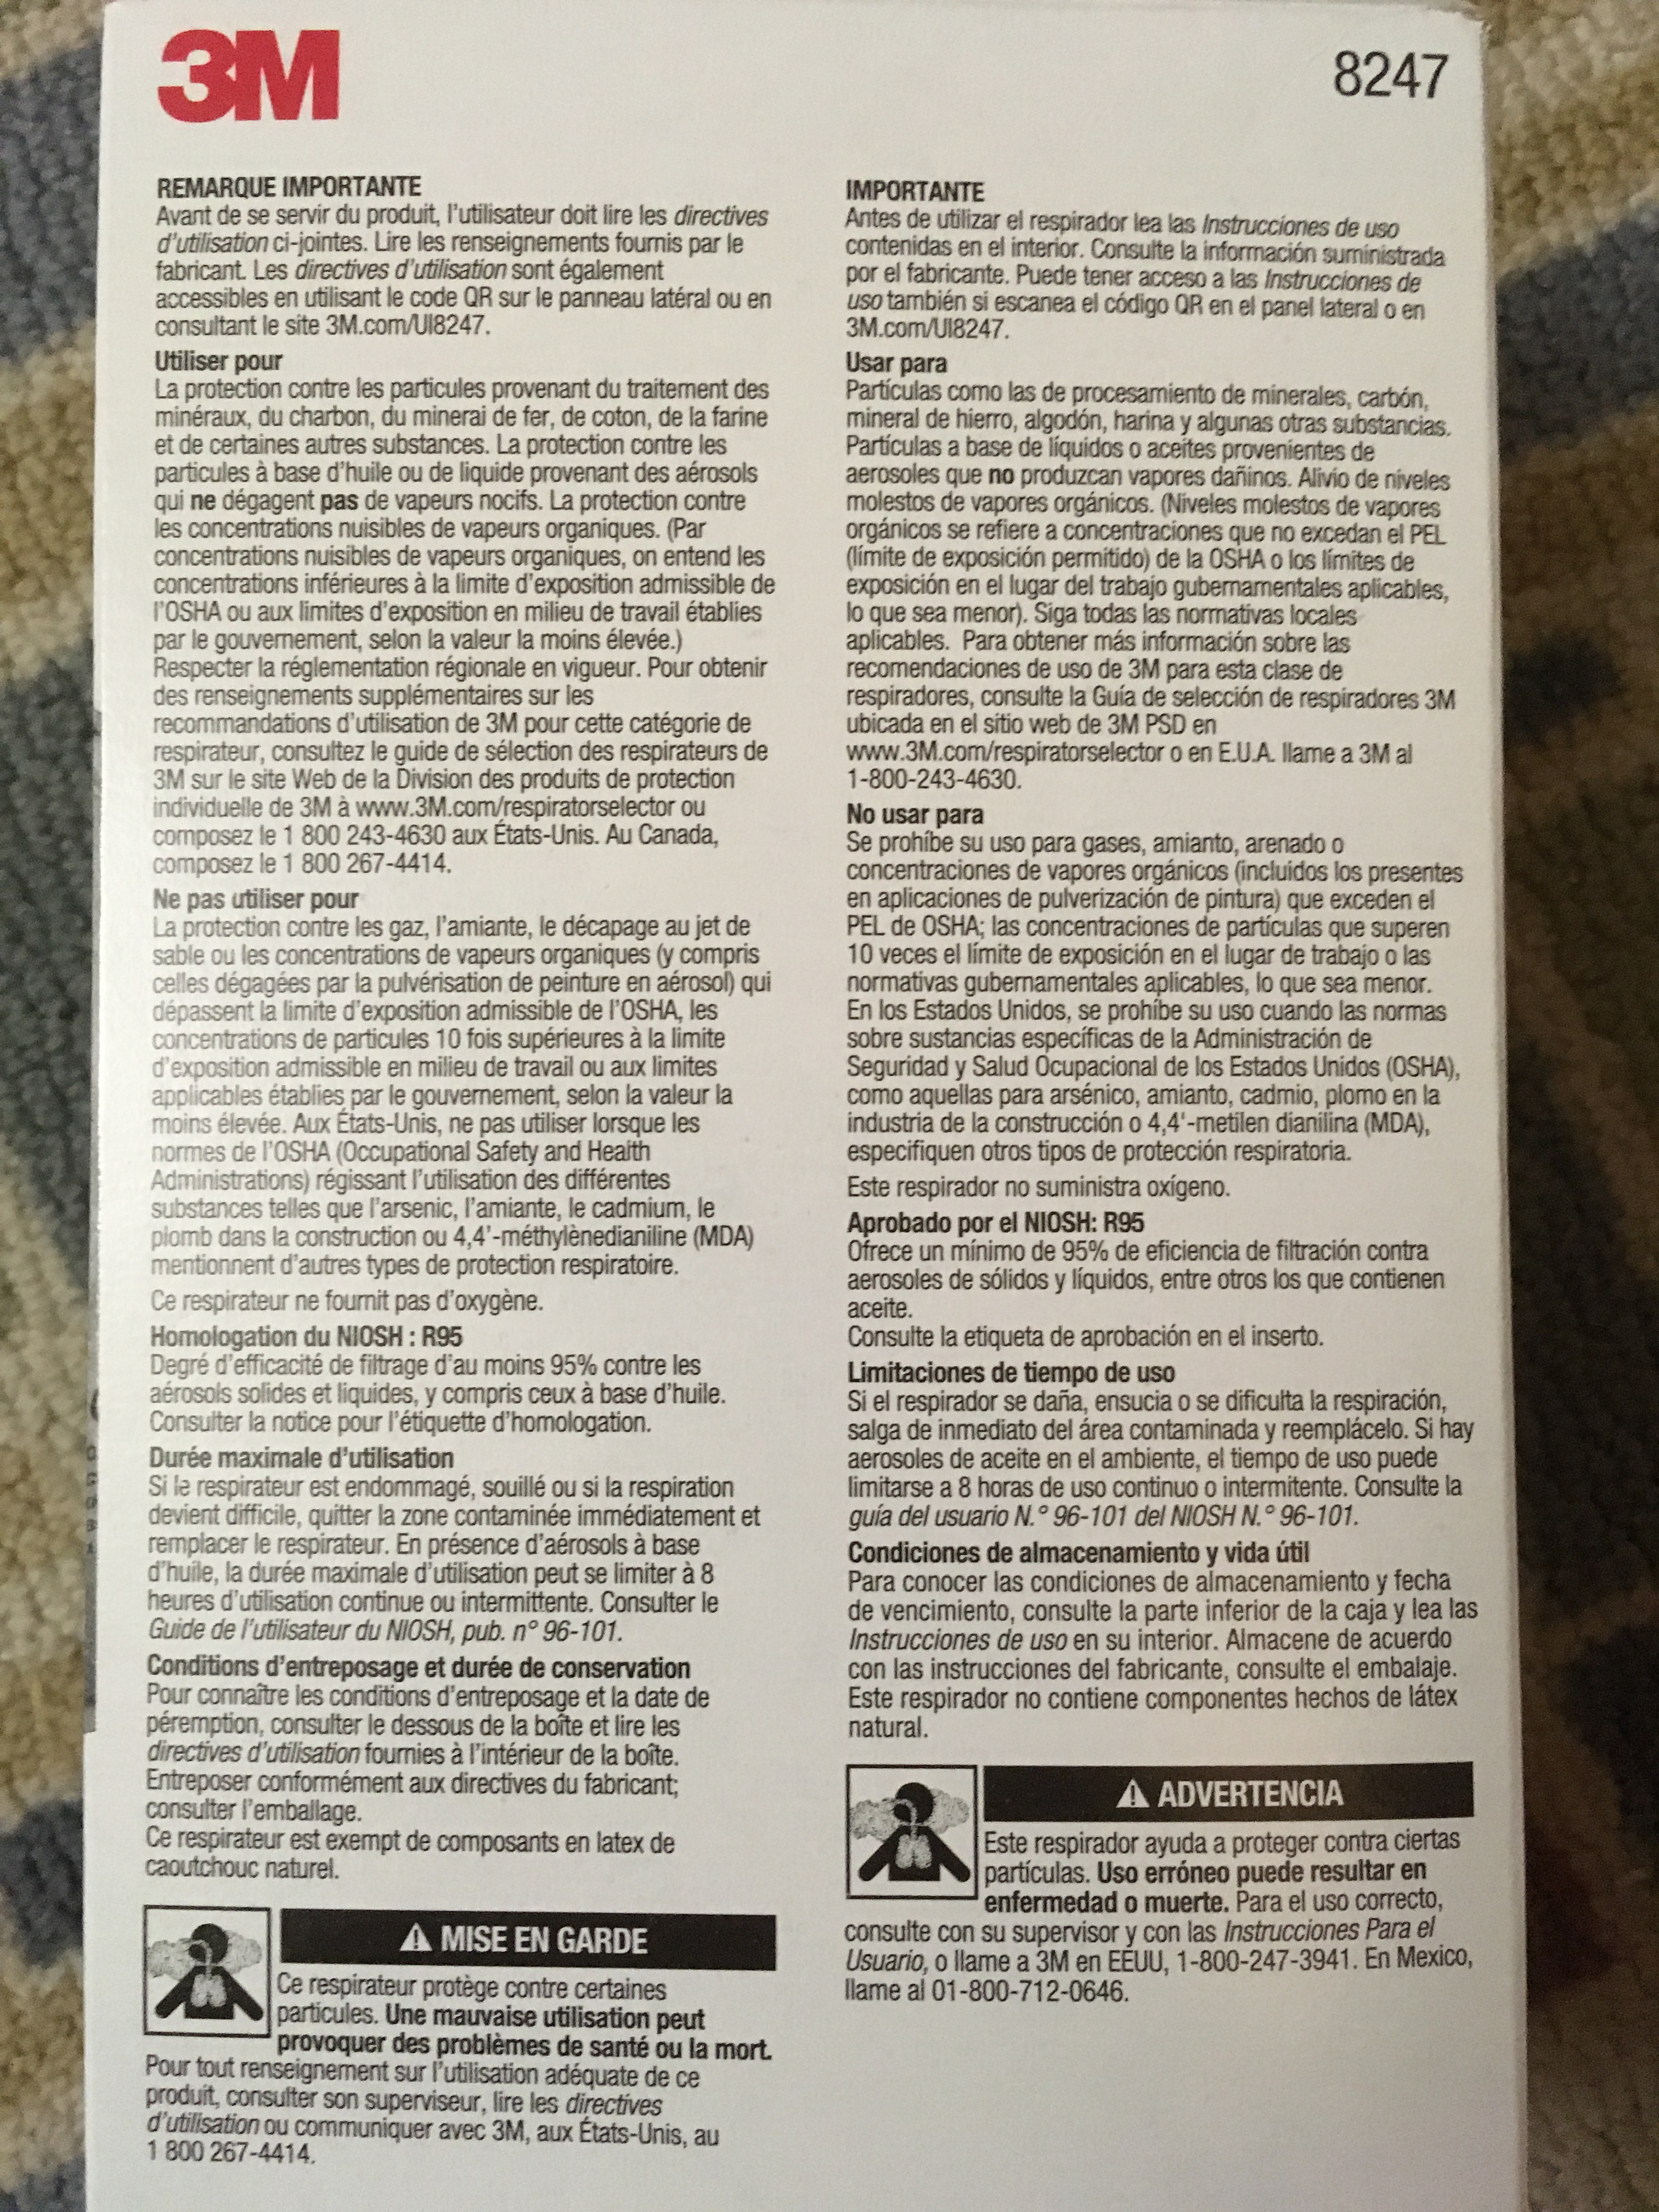 3M
8247
REMARQUE IMPORTANTE
Avant de se servir du produit, l'utilisateur doit lire les directives
d'utilisation ci-jointes. Lire les renseignements fournis par le
fabricant. Les directives d'utilisation sont également
accessibles en utilisant le code QR sur le panneau latéral ou en
consultant le site 3M.com/UI8247.
Utiliser pour
La protection contre les particules provenant du traitement des
minéraux, du charbon, du minerai de fer, de coton, de la farine
et de certaines autres substances. La protection contre les
particules à base d'huile ou de liquide provenant des aérosols
qui ne dégagent pas de vapeurs nocifs. La protection contre
les concentrations nuisibles de vapeurs organiques. (Par
concentrations nuisibles de vapeurs organiques, on entend les
concentrations inférieures à la limite d'exposition admissible de
l'OSHA ou aux limites d'exposition en milieu de travail établies
par le gouvernement, selon la valeur la moins élevée.)
Respecter la réglementation régionale en vigueur. Pour obtenir
des renseignements supplémentaires sur les
recommandations d'utilisation de 3M pour cette catégorie de
respirateur, consultez le guide de sélection des respirateurs de
3M sur le site Web de la Division des produits de protection
individuelle de 3M à www.3M.com/respiratorselector ou
composez le 1 800 243-4630 aux États-Unis. Au Canada,
composez le 1 800 267-4414.
Ne pas utiliser pour
La protection contre les gaz, l'amiante, le décapage au jet de
sable ou les concentrations de vapeurs organiques (y compris
celles dégagées par la pulvérisation de peinture en aérosol) qui
dépassent la limite d'exposition admissible de l'OSHA, les
concentrations de particules 10 fois supérieures à la limite
d'exposition admissible en milieu de travail ou aux limites
applicables établies par le gouvernement, selon la valeur la
moins élevée. Aux États-Unis, ne pas utiliser lorsque les
normes de l'OSHA (Occupational Safety and Health
Administrations) régissant l'utilisation des différentes
substances telles que l'arsenic, l'amiante, le cadmium, le
plomb dans la construction ou 4,4'-méthylènedianiline (MDA)
mentionnent d'autres types de protection respiratoire.
Ce respirateur ne fournit pas d'oxygène.
Homologation du NIOSH : R95
Degré d'efficacité de filtrage d'au moins 95% contre les
aérosols solides et liquides, y compris ceux à base d'huile.
Consulter la notice pour l'étiquette d'homologation.
Durée maximale d'utilisation
Si le respirateur est endommagé, souillé ou si la respiration
devient difficile, quitter la zone contaminée immédiatement et
remplacer le respirateur. En présence d'aérosols à base
d'huile, la durée maximale d'utilisation peut se limiter à 8
heures d'utilisation continue ou intermittente. Consulter le
Guide de l'utilisateur du NIOSH, pub. n° 96-101.
Conditions d'entreposage et durée de conservation
Pour connaître les conditions d'entreposage et la date de
péremption, consulter le dessous de la boîte et lire les
directives d'utilisation fournies à l'intérieur de la boîte.
Entreposer conformément aux directives du fabricant;
consulter l'emballage.
Ce respirateur est exempt de composants en latex de
caoutchouc naturel.
⚠ MISE EN GARDE
Ce respirateur protège contre certaines
particules. Une mauvaise utilisation peut
provoquer des problèmes de santé ou la mort.
Pour tout renseignement sur l'utilisation adéquate de ce
produit, consulter son superviseur, lire les directives
d'utilisation ou communiquer avec 3M, aux États-Unis, au
1 800 267-4414.
IMPORTANTE
Antes de utilizar el respirador lea las Instrucciones de uso
contenidas en el interior. Consulte la información suministrada
por el fabricante. Puede tener acceso a las Instrucciones de
uso también si escanea el código QR en el panel lateral o en
3M.com/UI8247.
Usar para
Partículas como las de procesamiento de minerales, carbón,
mineral de hierro, algodón, harina y algunas otras substancias.
Partículas a base de líquidos o aceites provenientes de
aerosoles que no produzcan vapores dañinos. Alivio de niveles
molestos de vapores orgánicos. (Niveles molestos de vapores
orgánicos se refiere a concentraciones que no excedan el PEL
(límite de exposición permitido) de la OSHA o los límites de
exposición en el lugar del trabajo gubernamentales aplicables,
lo que sea menor). Siga todas las normativas locales
aplicables. Para obtener más información sobre las
recomendaciones de uso de 3M para esta clase de
respiradores, consulte la Guía de selección de respiradores 3M
ubicada en el sitio web de 3M PSD en
www.3M.com/respiratorselector o en E.U.A. llame a 3M al
1-800-243-4630.
No usar para
Se prohíbe su uso para gases, amianto, arenado o
concentraciones de vapores orgánicos (incluidos los presentes
en aplicaciones de pulverización de pintura) que exceden el
PEL de OSHA; las concentraciones de partículas que superen
10 veces el límite de exposición en el lugar de trabajo o las
normativas gubernamentales aplicables, lo que sea menor.
En los Estados Unidos, se prohíbe su uso cuando las normas
sobre sustancias específicas de la Administración de
Seguridad y Salud Ocupacional de los Estados Unidos (OSHA),
como aquellas para arsénico, amianto, cadmio, plomo en la
industria de la construcción o 4,4'-metilen dianilina (MDA),
especifiquen otros tipos de protección respiratoria.
Este respirador no suministra oxígeno.
Aprobado por el NIOSH: R95
Ofrece un mínimo de 95% de eficiencia de filtración contra
aerosoles de sólidos y líquidos, entre otros los que contienen
aceite.
Consulte la etiqueta de aprobación en el inserto.
Limitaciones de tiempo de uso
Si el respirador se daña, ensucia o se dificulta la respiración,
salga de inmediato del área contaminada y reemplácelo. Si hay
aerosoles de aceite en el ambiente, el tiempo de uso puede
limitarse a 8 horas de uso continuo o intermitente. Consulte la
guía del usuario N.° 96-101 del NIOSH N.° 96-101.
Condiciones de almacenamiento y vida útil
Para conocer las condiciones de almacenamiento y fecha
de vencimiento, consulte la parte inferior de la caja y lea las
Instrucciones de uso en su interior. Almacene de acuerdo
con las instrucciones del fabricante, consulte el embalaje.
Este respirador no contiene componentes hechos de látex
natural.
⚠ ADVERTENCIA
Este respirador ayuda a proteger contra ciertas
partículas. Uso erróneo puede resultar en
enfermedad o muerte. Para el uso correcto,
consulte con su supervisor y con las Instrucciones Para el
Usuario, o llame a 3M en EEUU, 1-800-247-3941. En Mexico,
llame al 01-800-712-0646.